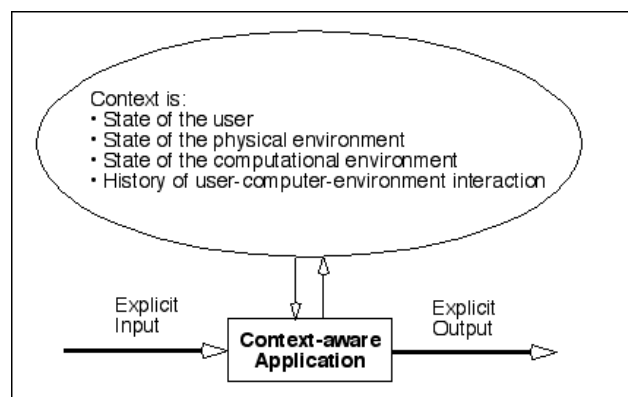 Context is:
• State of the user
• State of the physical environment
• State of the computational environment
• History of user-computer-environment interaction
Explicit
Input
Explicit
Output
Context-aware
Application